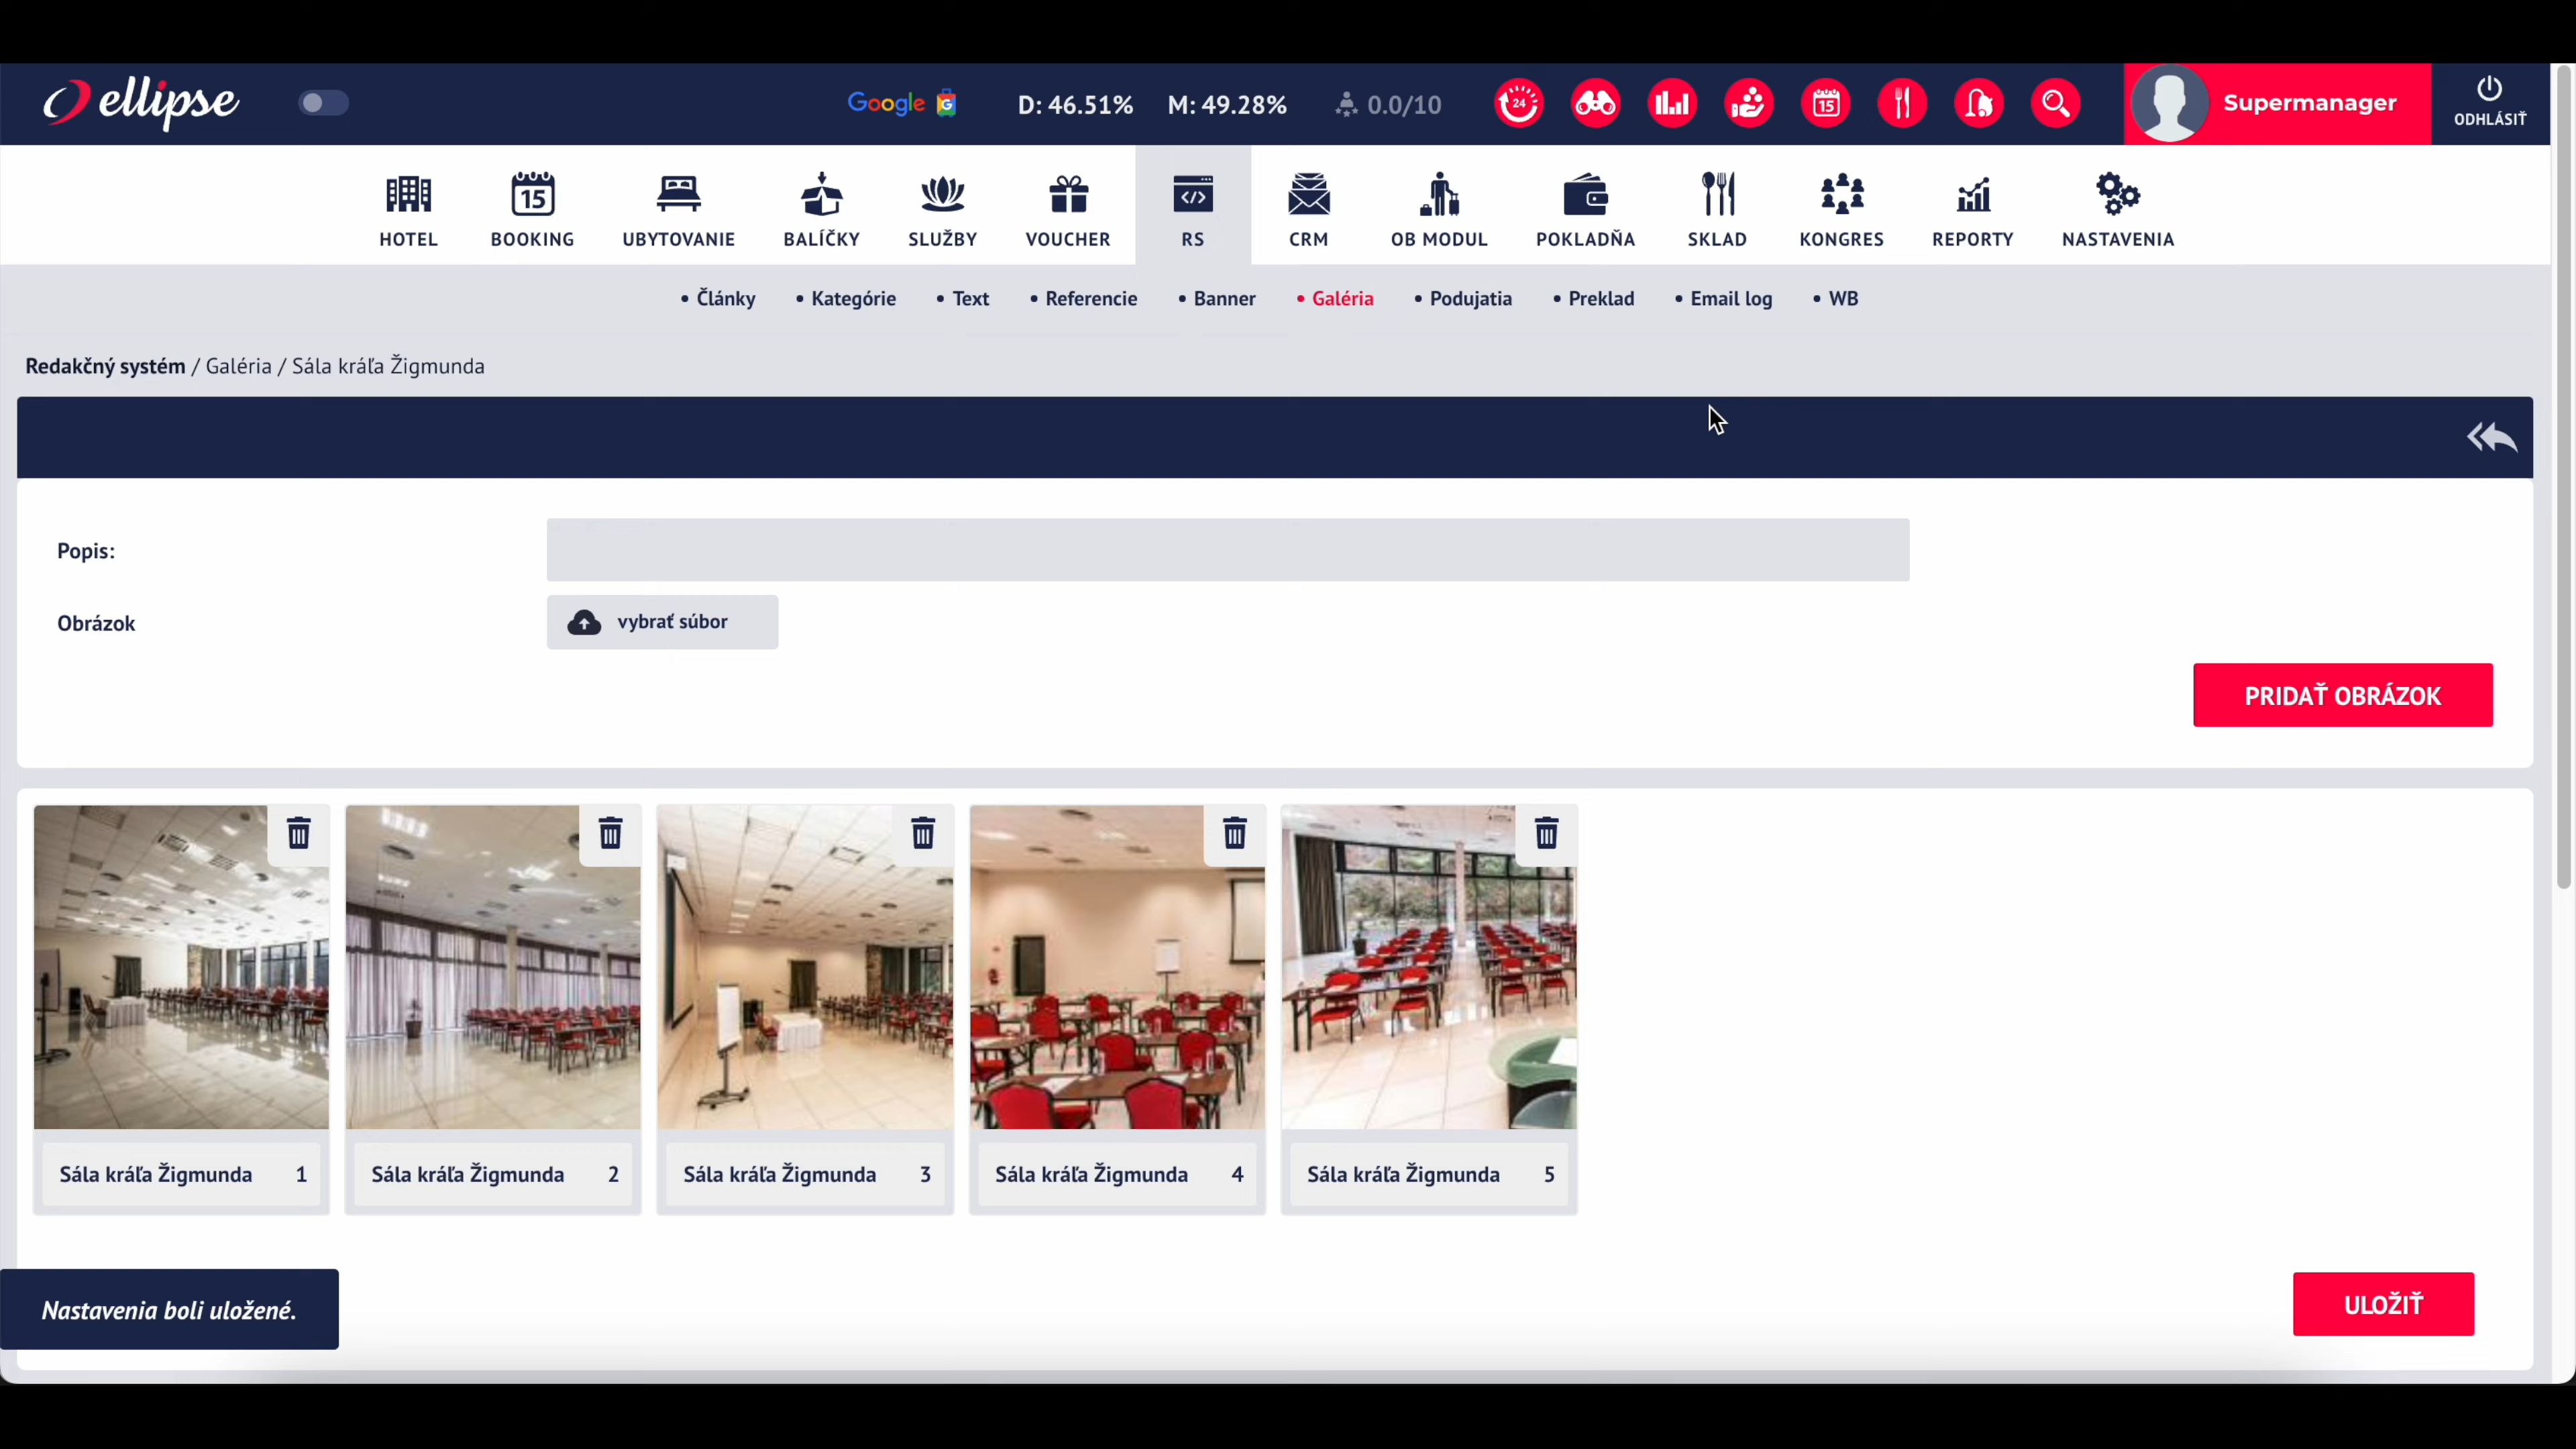 ellipse
Google G D: 46.51% M: 49.28% 0.0/10 24 15 Supermanager ODHLÁSIŤ
15
HOTEL BOOKING UBYTOVANIE BALÍČKY SLUŽBY VOUCHER RS CRM OB MODUL POKLADŇA SKLAD KONGRES REPORTY NASTAVENIA
• Články • Kategórie • Text • Referencie • Banner • Galéria • Podujatia • Preklad • Email log • WB
Redakčný systém / Galéria / Sála kráľa Žigmunda
Popis:
Obrázok vybrať súbor
PRIDAŤ OBRÁZOK
Sála kráľa Žigmunda 1 Sála kráľa Žigmunda 2 Sála kráľa Žigmunda 3 Sála kráľa Žigmunda 4 Sála kráľa Žigmunda 5
Nastavenia boli uložené.
ULOŽIŤ